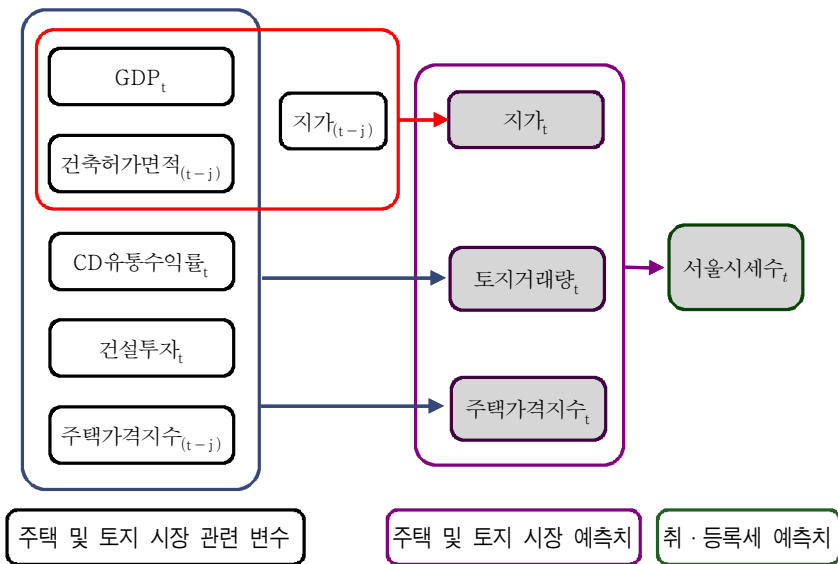 GDP_t
건축허가면적_(t-j)
지가_(t-j)
CD유통수익률_t
건설투자_t
주택가격지수_(t-j)
지가_t
토지거래량_t
주택가격지수_t
서울시세수_t
주택 및 토지 시장 관련 변수
주택 및 토지 시장 예측치
취·등록세 예측치